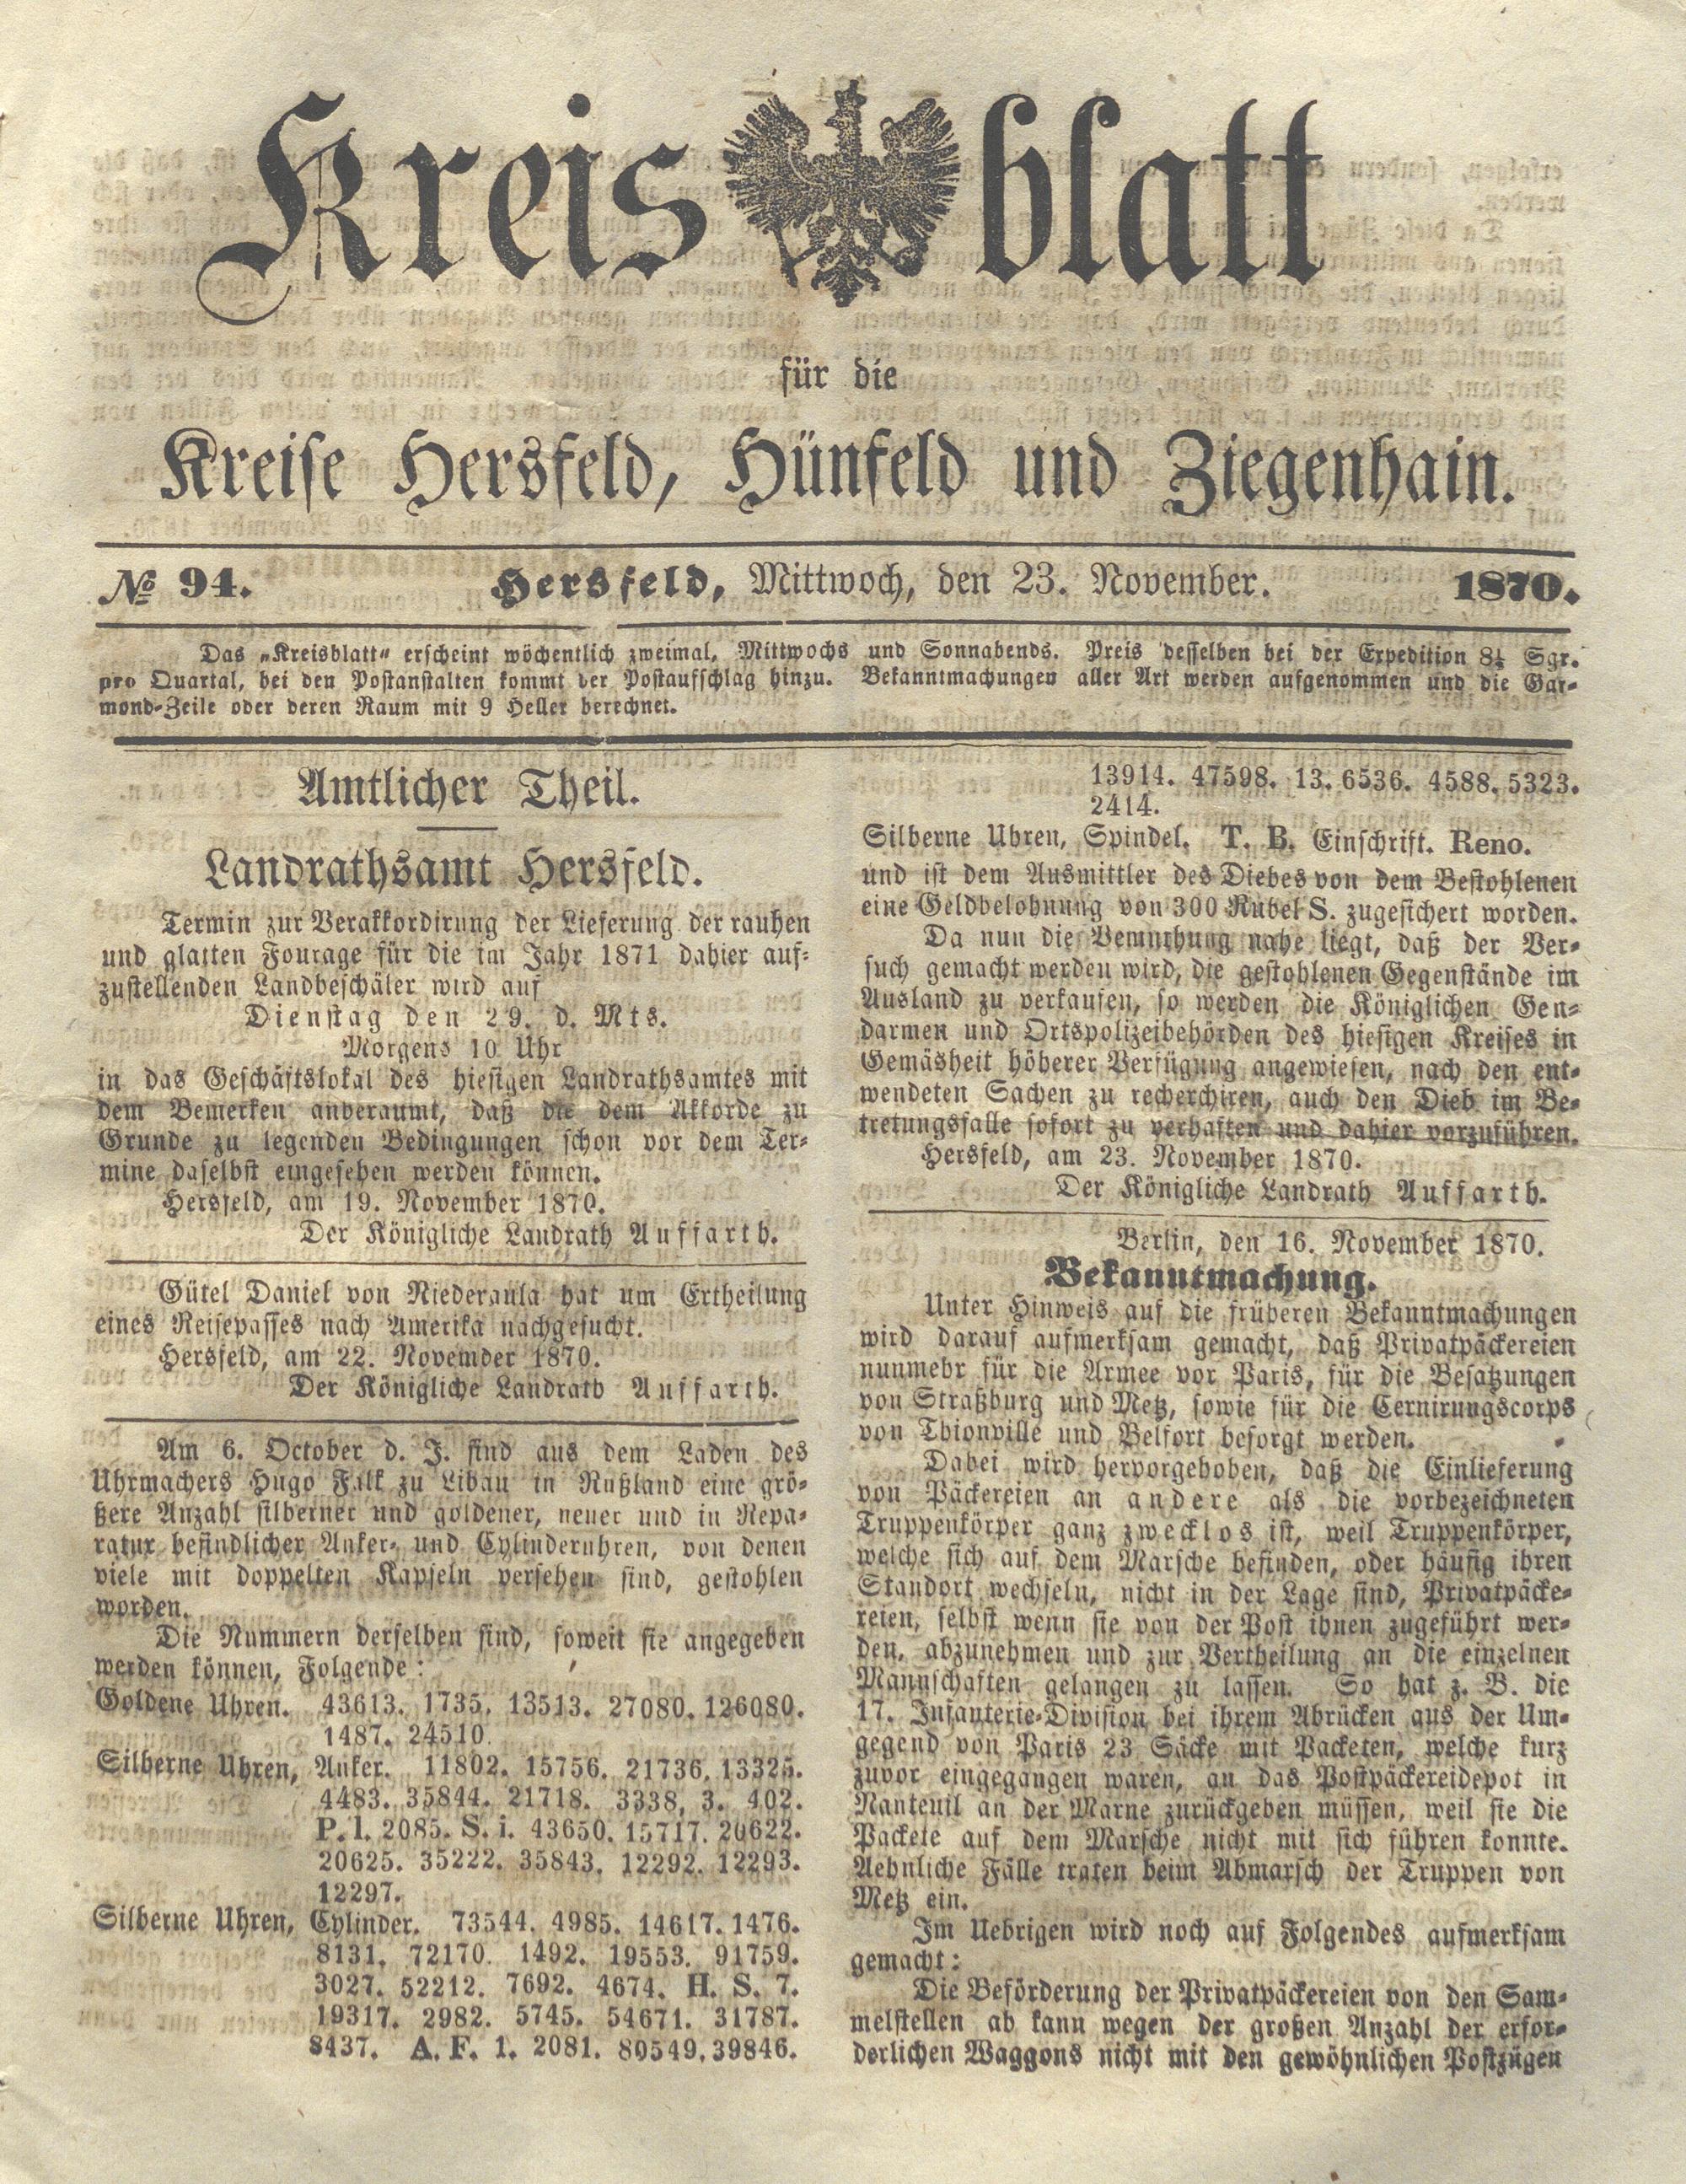 Kreisblatt
für die
Kreise Hersfeld, Hünfeld und Ziegenhain.
№ 94. Hersfeld, Mittwoch, den 23. November. 1870.
Das „Kreisblatt“ erscheint wöchentlich zweimal, Mittwochs und Sonnabends. Preis desselben bei der Expedition 8½ Sgr.
pro Quartal, bei den Postanstalten kommt der Postaufschlag hinzu. Bekanntmachungen aller Art werden aufgenommen und die Gar-
mond-Zeile oder deren Raum mit 9 Heller berechnet.
Amtlicher Theil.
Landrathsamt Hersfeld.
Termin zur Verakkordirung der Lieferung der rauhen
und glatten Fourage für die im Jahr 1871 dahier auf-
zustellenden Landbeschäler wird auf
Dienstag den 29. d. Mts.
Morgens 10 Uhr
in das Geschäftslokal des hiesigen Landrathsamtes mit
dem Bemerken anberaumt, daß die dem Akkorde zu
Grunde zu legenden Bedingungen schon vor dem Ter-
mine daselbst eingesehen werden können.
Hersfeld, am 19. November 1870.
Der Königliche Landrath Auffarth.
Gütel Daniel von Niederaula hat um Ertheilung
eines Reisepasses nach Amerika nachgesucht.
Hersfeld, am 22. November 1870.
Der Königliche Landrath Auffarth.
Am 6. October d. J. sind aus dem Laden des
Uhrmachers Hugo Falk zu Libau in Rußland eine grö-
ßere Anzahl silberner und goldener, neuer und in Repa-
ratur befindlicher Anker- und Cylinderuhren, von denen
viele mit doppelten Kapseln versehen sind, gestohlen
worden.
Die Nummern derselben sind, soweit sie angegeben
werden können, Folgende:
Goldene Uhren. 43613. 1735. 13513. 27080. 126080.
1487. 24510.
Silberne Uhren, Anker. 11802. 15756. 21736. 13325.
4483. 35844. 21718. 3338, 3. 402.
P. l. 2085. S. i. 43650. 15717. 20622.
20625. 35222. 35843. 12292. 12293.
12297.
Silberne Uhren, Cylinder. 73544. 4985. 14617. 1476.
8131. 72170. 1492. 19553. 91759.
3027. 52212. 7692. 4674. H. S. 7.
19317. 2982. 5745. 54671. 31787.
8437. A. F. 1. 2081. 80549. 39846.
13914. 47598. 13. 6536. 4588. 5323.
2414.
Silberne Uhren, Spindel. T. B. Einschrift. Reno.
und ist dem Ausmittler des Diebes von dem Bestohlenen
eine Geldbelohnung von 300 Rubel S. zugesichert worden.
Da nun die Vermuthung nahe liegt, daß der Ver-
such gemacht werden wird, die gestohlenen Gegenstände im
Ausland zu verkaufen, so werden die Königlichen Gen-
darmen und Ortspolizeibehörden des hiesigen Kreises in
Gemäsheit höherer Verfügung angewiesen, nach den ent-
wendeten Sachen zu recherchiren, auch den Dieb im Be-
tretungsfalle sofort zu verhaften und dahier vorzuführen.
Hersfeld, am 23. November 1870.
Der Königliche Landrath Auffarth.
Berlin, den 16. November 1870.
Bekanntmachung.
Unter Hinweis auf die früheren Bekanntmachungen
wird darauf aufmerksam gemacht, daß Privatpäckereien
nunmehr für die Armee vor Paris, für die Besatzungen
von Straßburg und Metz, sowie für die Cernirungscorps
von Thionville und Belfort besorgt werden.
Dabei wird hervorgehoben, daß die Einlieferung
von Päckereien an andere als die vorbezeichneten
Truppenkörper ganz zwecklos ist, weil Truppenkörper,
welche sich auf dem Marsche befinden, oder häufig ihren
Standort wechseln, nicht in der Lage sind, Privatpäcke-
reien, selbst wenn sie von der Post ihnen zugeführt wer-
den, abzunehmen und zur Vertheilung an die einzelnen
Mannschaften gelangen zu lassen. So hat z. B. die
17. Infanterie-Division bei ihrem Abrücken aus der Um-
gegend von Paris 23 Säcke mit Packeten, welche kurz
zuvor eingegangen waren, an das Postpäckereidepot in
Nanteuil an der Marne zurückgeben müssen, weil sie die
Packete auf dem Marsche nicht mit sich führen konnte.
Aehnliche Fälle traten beim Abmarsch der Truppen von
Metz ein.
Im Uebrigen wird noch auf Folgendes aufmerksam
gemacht:
Die Beförderung der Privatpäckereien von den Sam-
melstellen ab kann wegen der großen Anzahl der erfor-
derlichen Waggons nicht mit den gewöhnlichen Postzügen